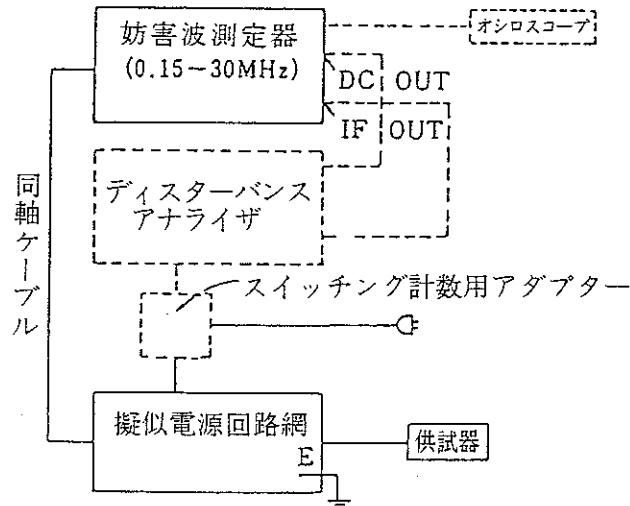 妨害波測定器
(0.15~30MHz)
オシロスコープ
DC OUT
IF OUT
ディスターバンス
アナライザ
同軸ケーブル
スイッチング計数用アダプター
擬似電源回路網
E
供試器